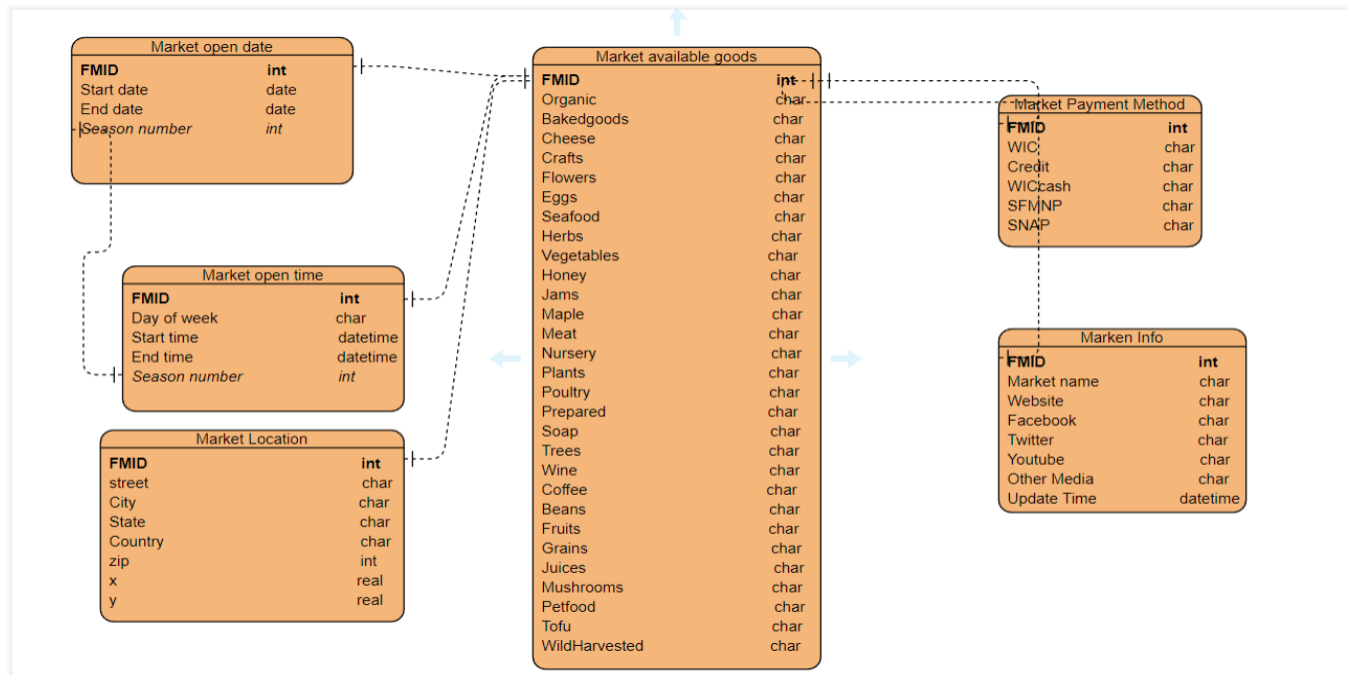 Market open date
FMID int
Start date date
End date date
Season number int
Market open time
FMID int
Day of week char
Start time datetime
End time datetime
Season number int
Market Location
FMID int
street char
City char
State char
Country char
zip int
x real
y real
Market available goods
FMID int
Organic char
Bakedgoods char
Cheese char
Crafts char
Flowers char
Eggs char
Seafood char
Herbs char
Vegetables char
Honey char
Jams char
Maple char
Meat char
Nursery char
Plants char
Poultry char
Prepared char
Soap char
Trees char
Wine char
Coffee char
Beans char
Fruits char
Grains char
Juices char
Mushrooms char
Petfood char
Tofu char
WildHarvested char
Market Payment Method
FMID int
WIC char
Credit char
WICcash char
SFMNP char
SNAP char
Marken Info
FMID int
Market name char
Website char
Facebook char
Twitter char
Youtube char
Other Media char
Update Time datetime